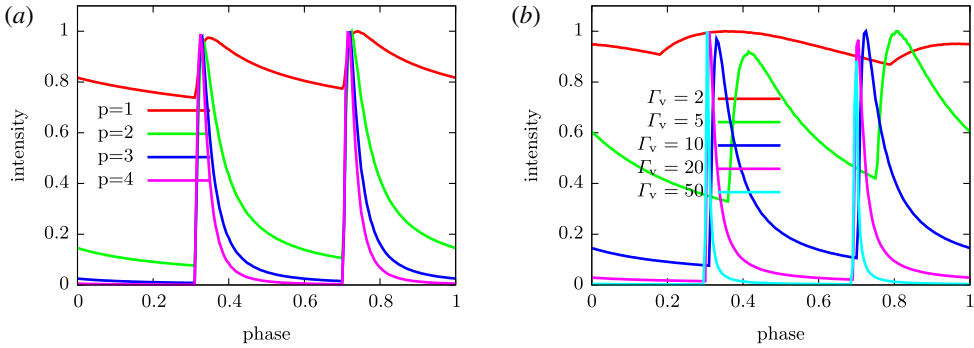 (a)
1
0.8
0.6
0.4
0.2
0
intensity
p=1
p=2
p=3
p=4
0 0.2 0.4 0.6 0.8 1
phase
(b)
1
0.8
0.6
0.4
0.2
0
intensity
Γv = 2
Γv = 5
Γv = 10
Γv = 20
Γv = 50
0 0.2 0.4 0.6 0.8 1
phase